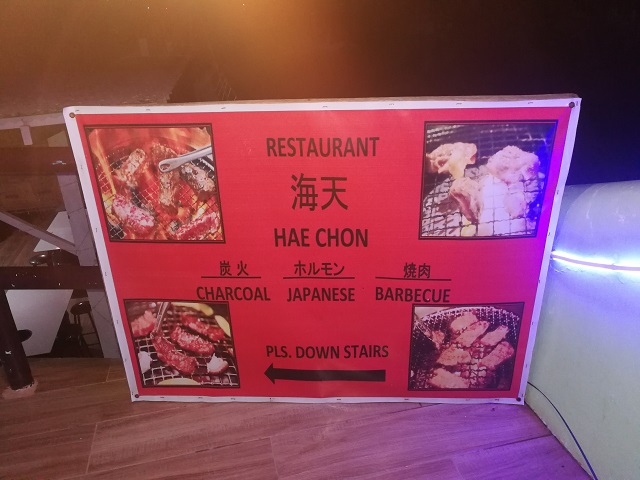 RESTAURANT
海天
HAE CHON
炭火 ホルモン 焼肉
CHARCOAL JAPANESE BARBECUE
PLS. DOWN STAIRS